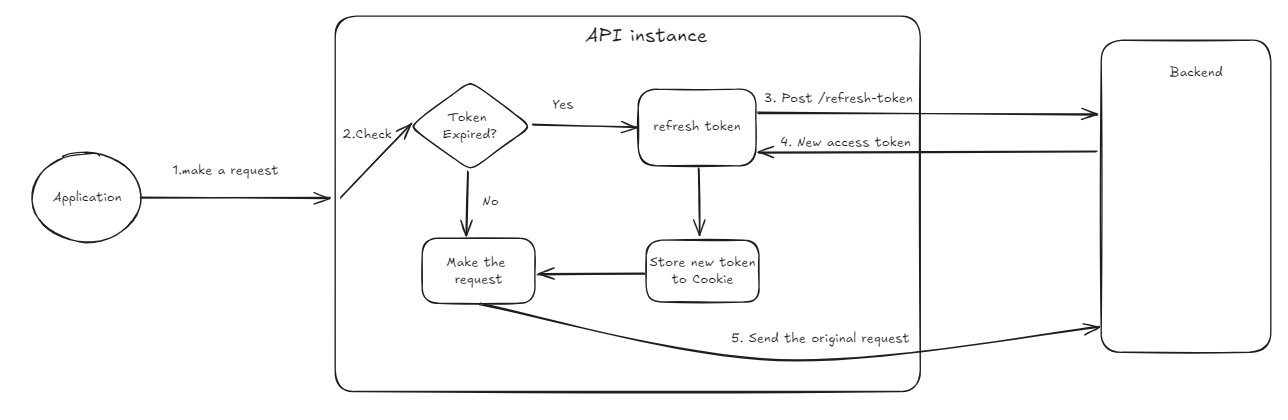 API instance
Backend
3. Post /refresh-token
Yes
Token
Expired?
refresh token
2.Check
4. New access token
1.make a request
Application
No
Make the
request
Store new token
to Cookie
5. Send the original request